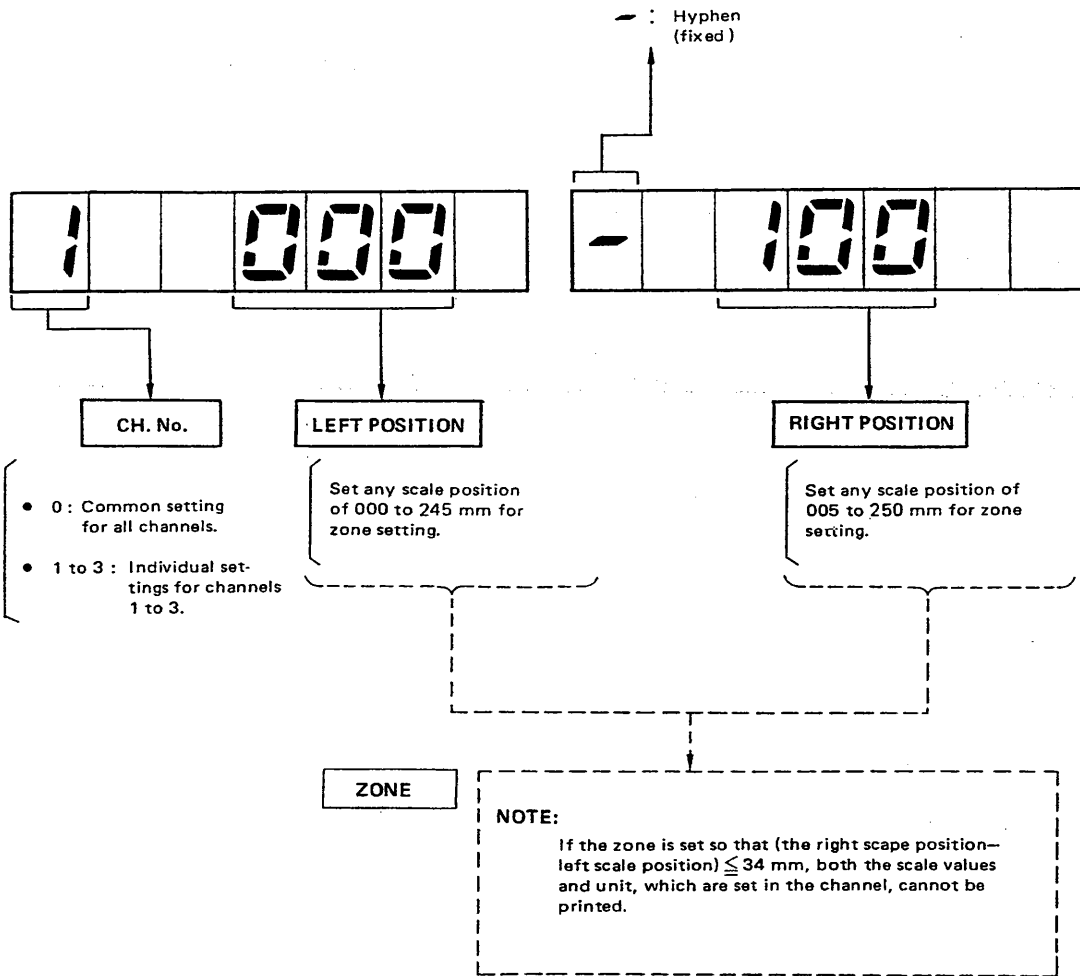 — : Hyphen
(fixed)
1 000 - 100
CH. No.
LEFT POSITION
RIGHT POSITION
● 0 : Common setting
for all channels.
● 1 to 3 : Individual set-
tings for channels
1 to 3.
Set any scale position
of 000 to 245 mm for
zone setting.
Set any scale position of
005 to 250 mm for zone
setting.
ZONE
NOTE:
If the zone is set so that (the right scape position—
left scale position) ≦ 34 mm, both the scale values
and unit, which are set in the channel, cannot be
printed.